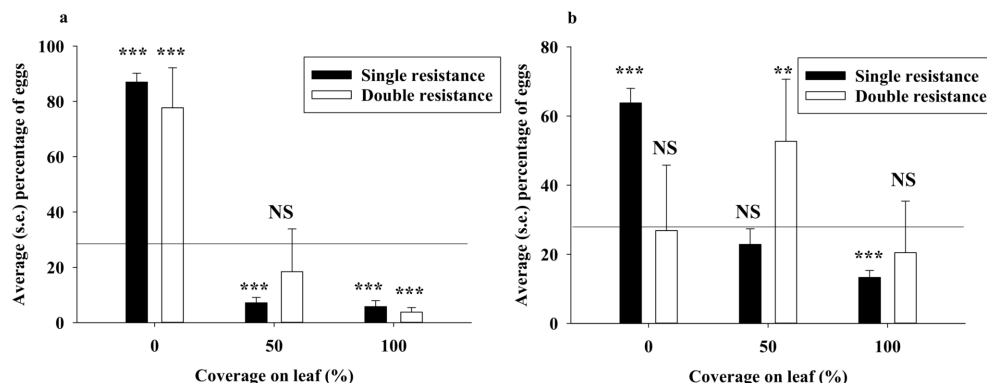 a
Average (s.e.) percentage of eggs
100
80
60
40
20
0
*** ***
*** NS
*** ***
Single resistance
Double resistance
0 50 100
Coverage on leaf (%)
b
Average (s.e.) percentage of eggs
80
60
40
20
0
*** NS
NS **
*** NS
Single resistance
Double resistance
0 50 100
Coverage on leaf (%)